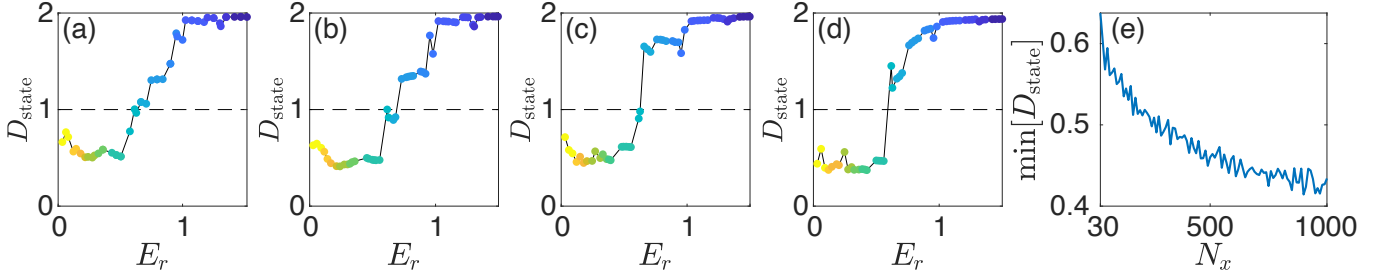 2
(a)
D_state
1
0
0
1
E_r
2
(b)
D_state
1
0
0
1
E_r
2
(c)
D_state
1
0
0
1
E_r
2
(d)
D_state
1
0
0
1
E_r
(e)
min[D_state]
0.6
0.5
0.4
30
500
1000
N_x